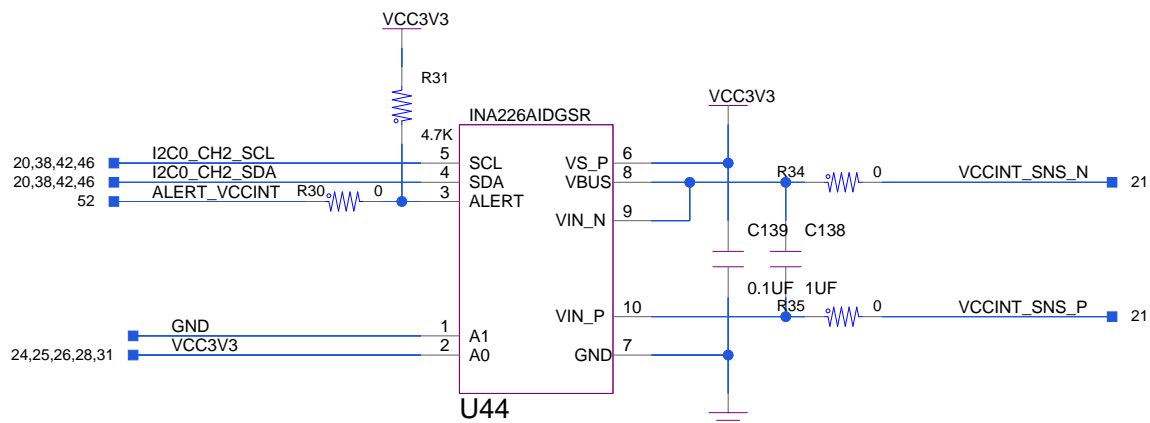 VCC3V3
R31
4.7K
INA226AIDGSR
VCC3V3
20,38,42,46 I2C0_CH2_SCL 5 SCL VS_P 6
20,38,42,46 I2C0_CH2_SDA 4 SDA VBUS 8 R34 0 VCCINT_SNS_N 21
52 ALERT_VCCINT R30 0 3 ALERT
VIN_N 9
C139 C138
0.1UF 1UF
VIN_P 10 R35 0 VCCINT_SNS_P 21
GND 1 A1
24,25,26,28,31 VCC3V3 2 A0 GND 7
U44